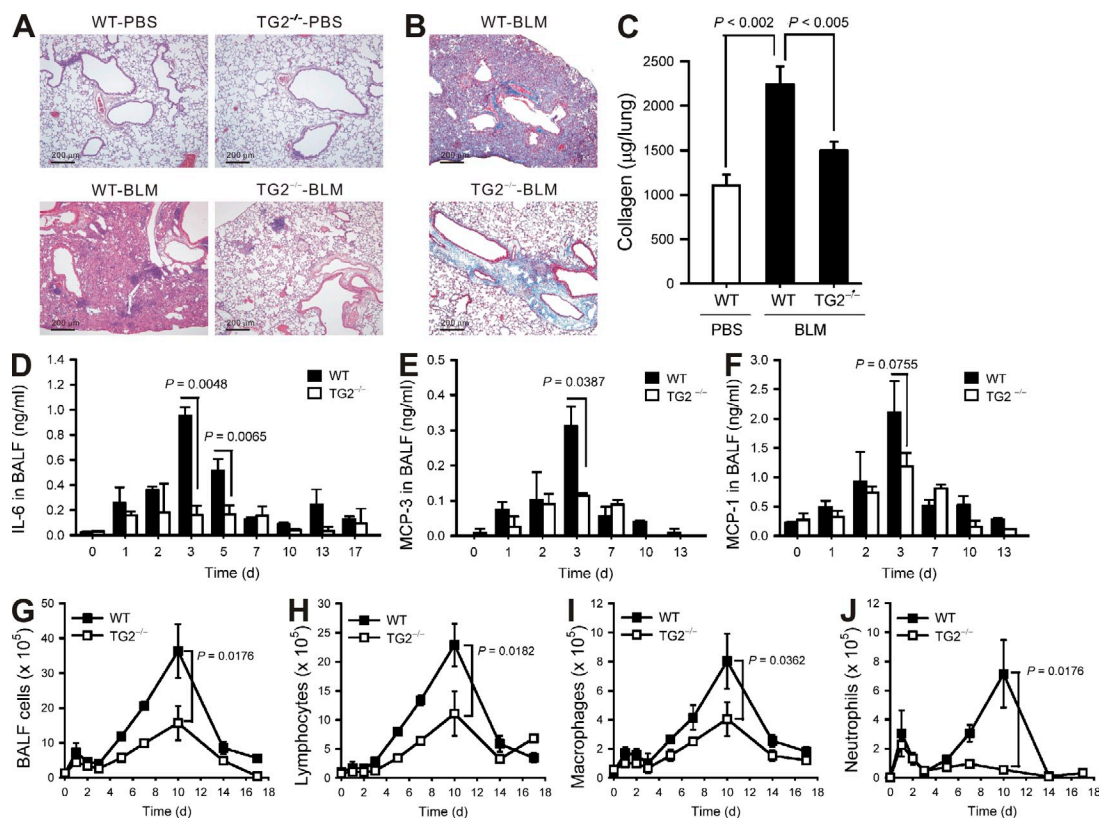 A
WT-PBS
TG2-/--PBS
200 μm
200 μm
WT-BLM
TG2-/--BLM
200 μm
200 μm
B
WT-BLM
200 μm
TG2-/--BLM
200 μm
C
P < 0.002
P < 0.005
Collagen (μg/lung)
2500
2000
1500
1000
500
0
WT
WT
TG2-/-
PBS
BLM
D
IL-6 in BALF (ng/ml)
1.4
1.2
1.0
0.8
0.6
0.4
0.2
0.0
P = 0.0048
P = 0.0065
WT
TG2-/-
0 1 2 3 5 7 10 13 17
Time (d)
E
MCP-3 in BALF (ng/ml)
0.5
0.4
0.3
0.2
0.1
0.0
P = 0.0387
WT
TG2-/-
0 1 2 3 7 10 13
Time (d)
F
MCP-1 in BALF (ng/ml)
3.0
2.5
2.0
1.5
1.0
0.5
0.0
P = 0.0755
WT
TG2-/-
0 1 2 3 7 10 13
Time (d)
G
BALF cells (x 10⁵)
50
40
30
20
10
0
WT
TG2-/-
P = 0.0176
0 2 4 6 8 10 12 14 16 18
Time (d)
H
Lymphocytes (x 10⁵)
30
25
20
15
10
5
0
WT
TG2-/-
P = 0.0182
0 2 4 6 8 10 12 14 16 18
Time (d)
I
Macrophages (x 10⁵)
12
10
8
6
4
2
0
WT
TG2-/-
P = 0.0362
0 2 4 6 8 10 12 14 16 18
Time (d)
J
Neutrophils (x 10⁵)
12
10
8
6
4
2
0
WT
TG2-/-
P = 0.0176
0 2 4 6 8 10 12 14 16 18
Time (d)